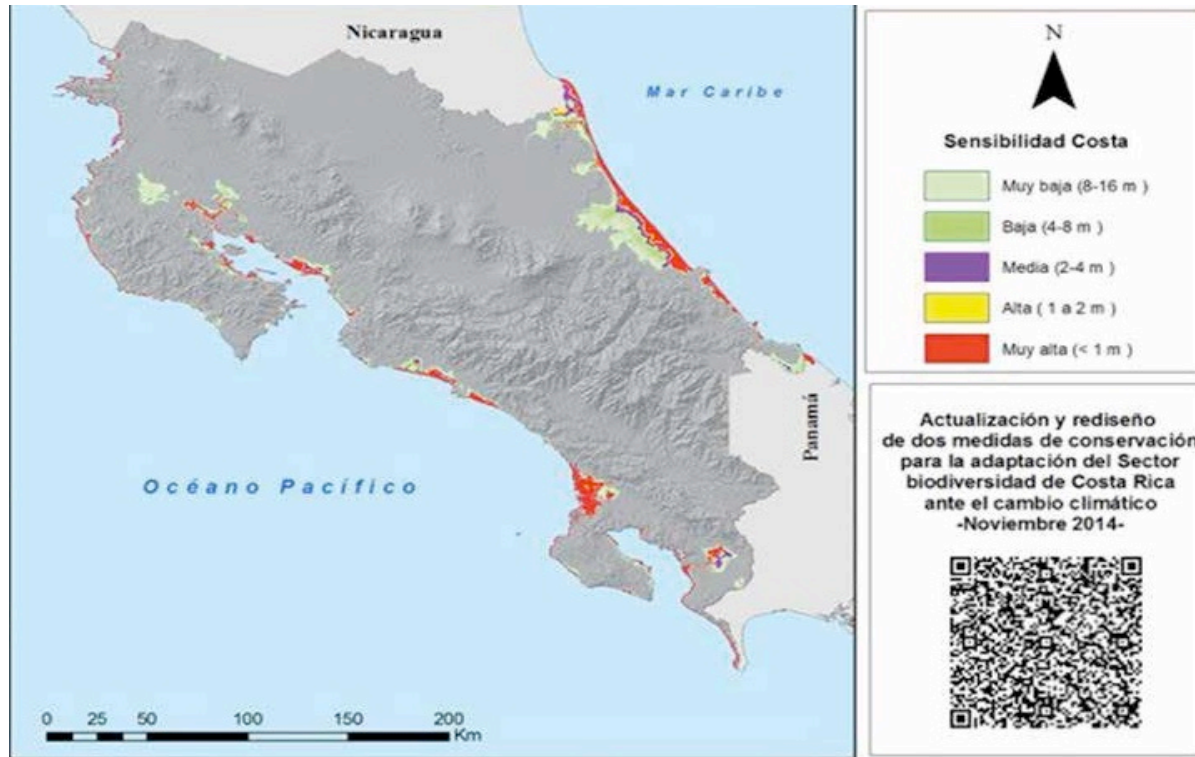 Nicaragua
Mar Caribe
Panamá
Océano Pacífico
0 25 50 100 150 200
Km
N
Sensibilidad Costa
Muy baja (8-16 m )
Baja (4-8 m )
Media (2-4 m )
Alta ( 1 a 2 m )
Muy alta (< 1 m )
Actualización y rediseño
de dos medidas de conservación
para la adaptación del Sector
biodiversidad de Costa Rica
ante el cambio climático
-Noviembre 2014-